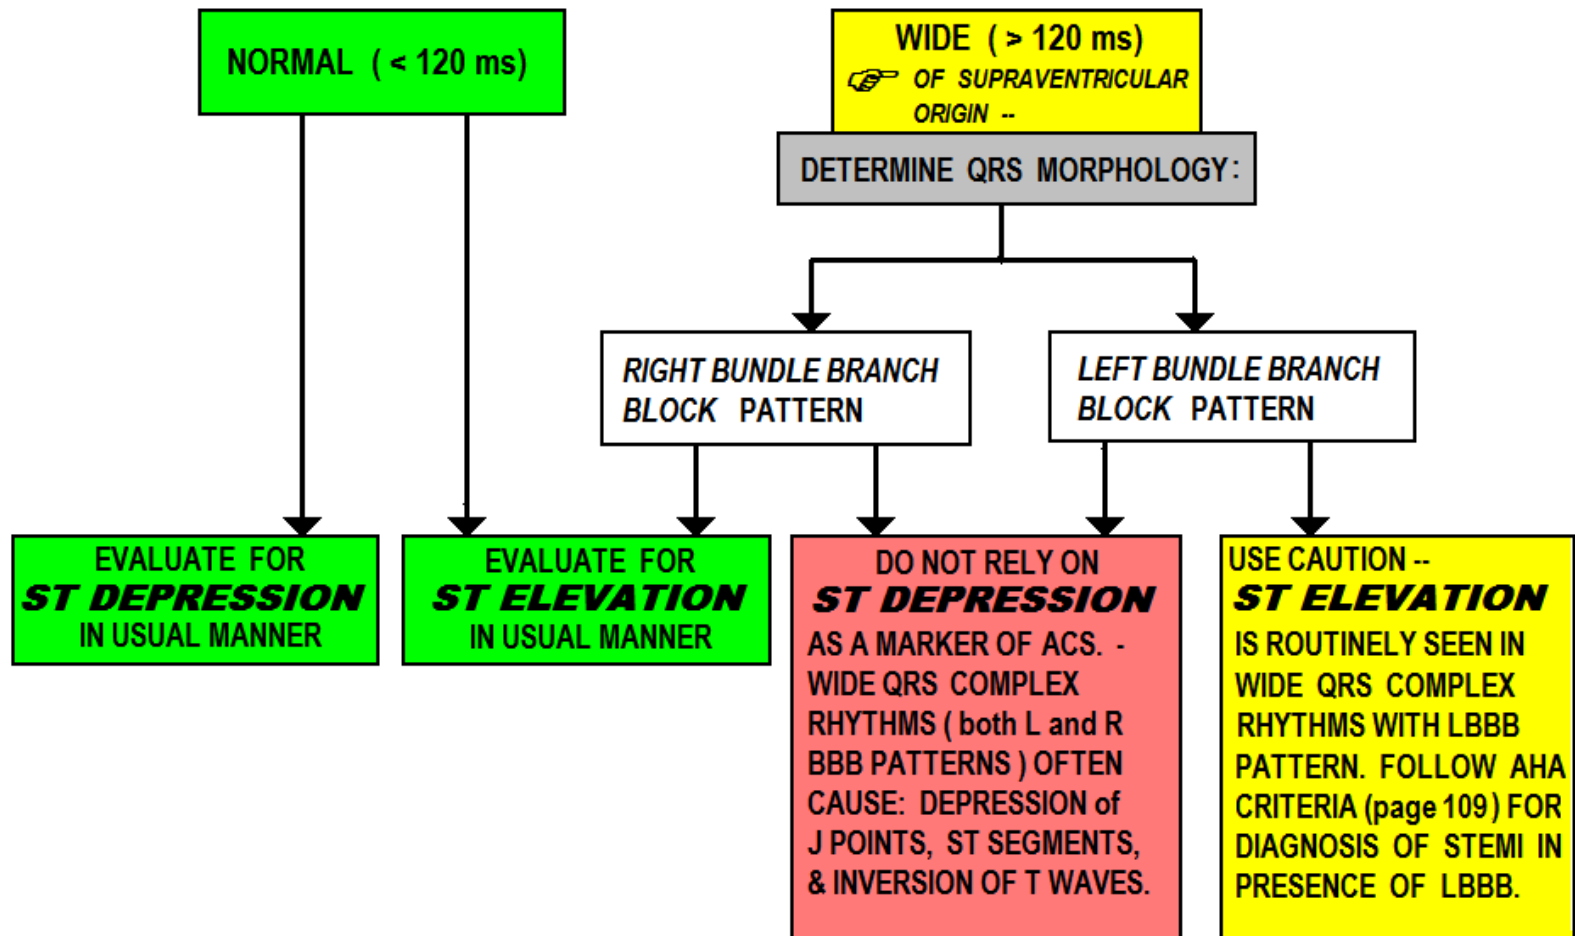 NORMAL ( < 120 ms)
WIDE ( > 120 ms)
OF SUPRAVENTRICULAR
ORIGIN --
DETERMINE QRS MORPHOLOGY:
RIGHT BUNDLE BRANCH
BLOCK PATTERN
LEFT BUNDLE BRANCH
BLOCK PATTERN
EVALUATE FOR
ST DEPRESSION
IN USUAL MANNER
EVALUATE FOR
ST ELEVATION
IN USUAL MANNER
DO NOT RELY ON
ST DEPRESSION
AS A MARKER OF ACS. -
WIDE QRS COMPLEX
RHYTHMS ( both L and R
BBB PATTERNS ) OFTEN
CAUSE: DEPRESSION of
J POINTS, ST SEGMENTS,
& INVERSION OF T WAVES.
USE CAUTION --
ST ELEVATION
IS ROUTINELY SEEN IN
WIDE QRS COMPLEX
RHYTHMS WITH LBBB
PATTERN. FOLLOW AHA
CRITERIA (page 109 ) FOR
DIAGNOSIS OF STEMI IN
PRESENCE OF LBBB.